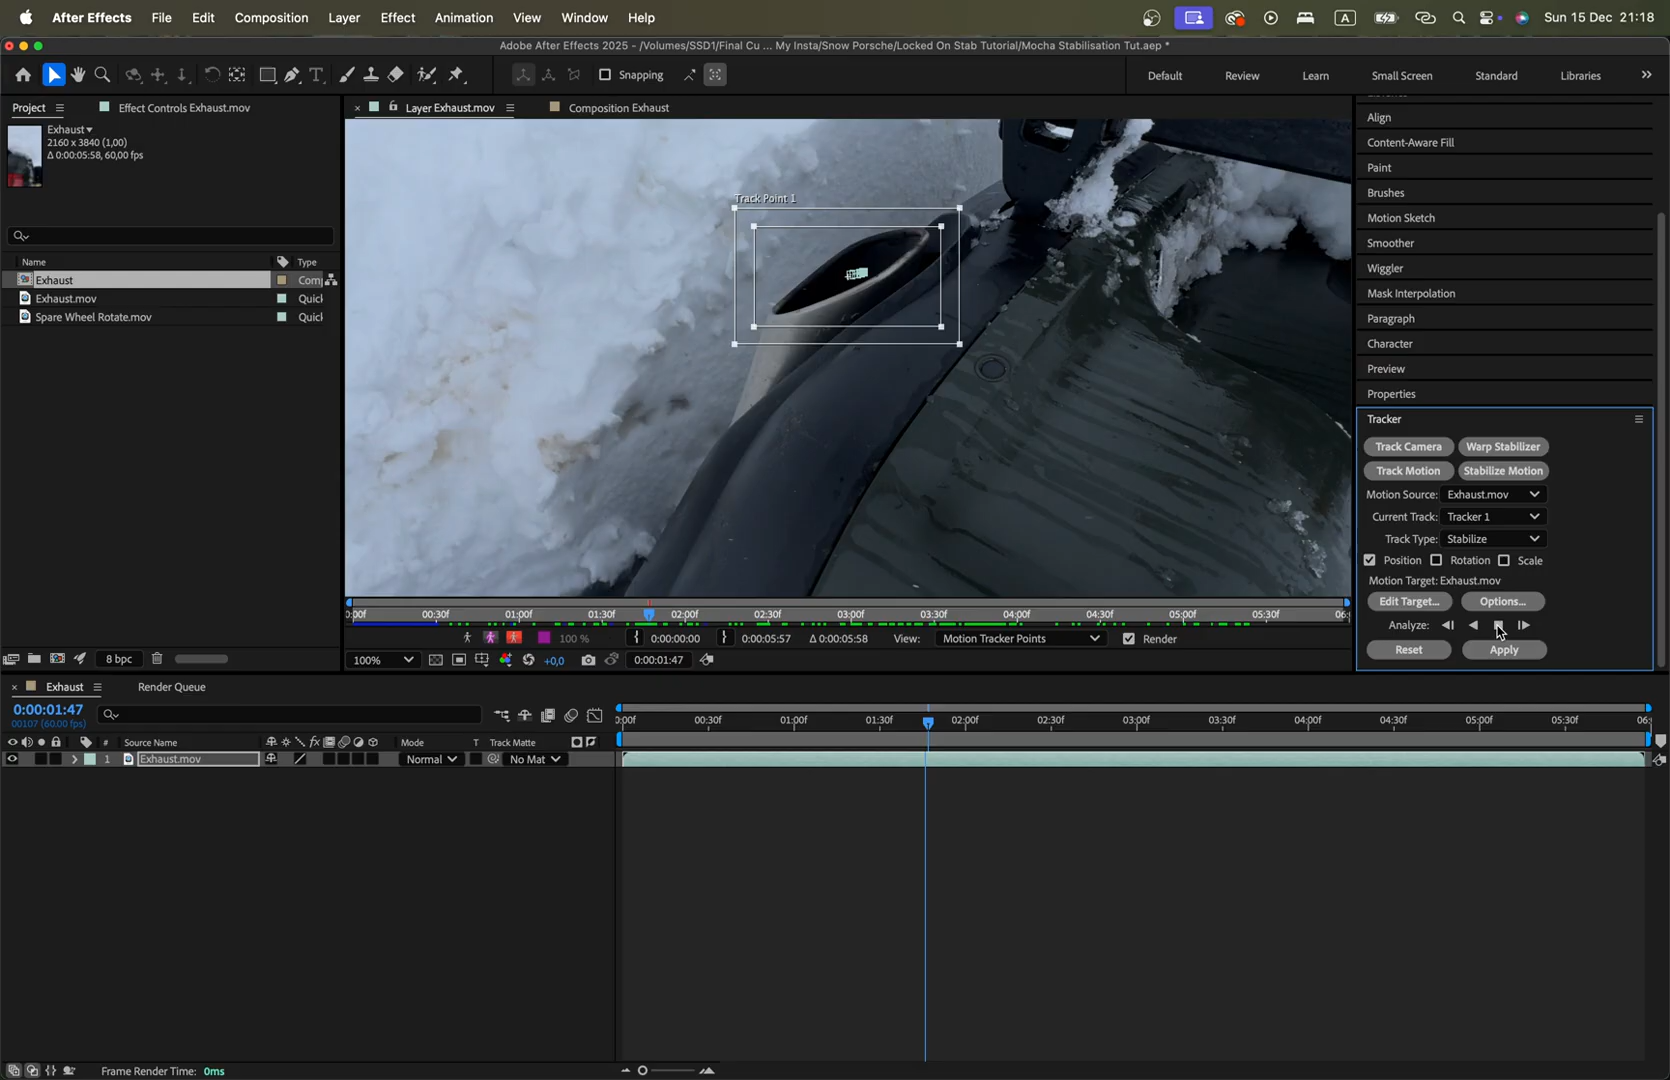 After Effects File Edit Composition Layer Effect Animation View Window Help A Sun 15 Dec 21:18
Adobe After Effects 2025 - /Volumes/SSD1/Final Cu ... My Insta/Snow Porsche/Locked On Stab Tutorial/Mocha Stabilisation Tut.aep *
Snapping Default Review Learn Small Screen Standard Libraries
Project Effect Controls Exhaust.mov Layer Exhaust.mov Composition Exhaust
Exhaust
2160 x 3840 (1,00)
Δ 0:00:05:58, 60,00 fps
Name Type
Exhaust Comp
Exhaust.mov Quick
Spare Wheel Rotate.mov Quick
8 bpc
Track Point 1
0:00f 00:30f 01:00f 01:30f 02:00f 02:30f 03:00f 03:30f 04:00f 04:30f 05:00f 05:30f 06:
100 % 0:00:00:00 0:00:05:57 Δ 0:00:05:58 View: Motion Tracker Points Render
100% +0,0 0:00:01:47
Align
Content-Aware Fill
Paint
Brushes
Motion Sketch
Smoother
Wiggler
Mask Interpolation
Paragraph
Character
Preview
Properties
Tracker
Track Camera Warp Stabilizer
Track Motion Stabilize Motion
Motion Source: Exhaust.mov
Current Track: Tracker 1
Track Type: Stabilize
Position Rotation Scale
Motion Target: Exhaust.mov
Edit Target... Options...
Analyze:
Reset Apply
Exhaust Render Queue
0:00:01:47
00107 (60.00 fps)
# Source Name fx Mode T Track Matte
1 Exhaust.mov Normal No Mat
0:00f 00:30f 01:00f 01:30f 02:00f 02:30f 03:00f 03:30f 04:00f 04:30f 05:00f 05:30f 06:
Frame Render Time: 0ms